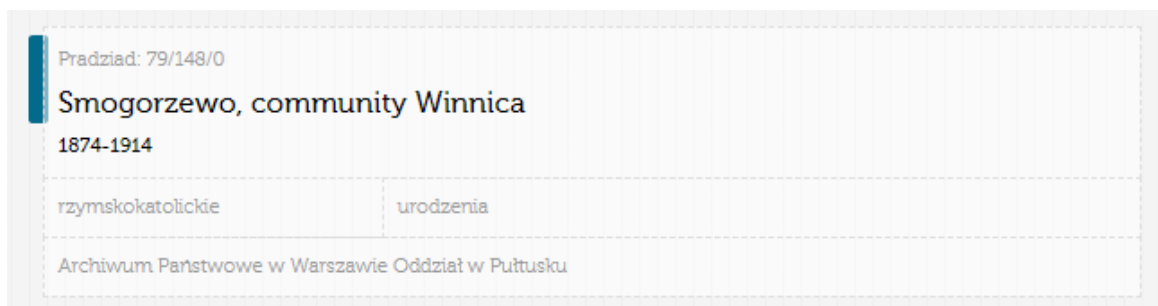 Pradziad: 79/148/0
Smogorzewo, community Winnica
1874-1914
rzymskokatolickie urodzenia
Archiwum Państwowe w Warszawie Oddział w Pułtusku